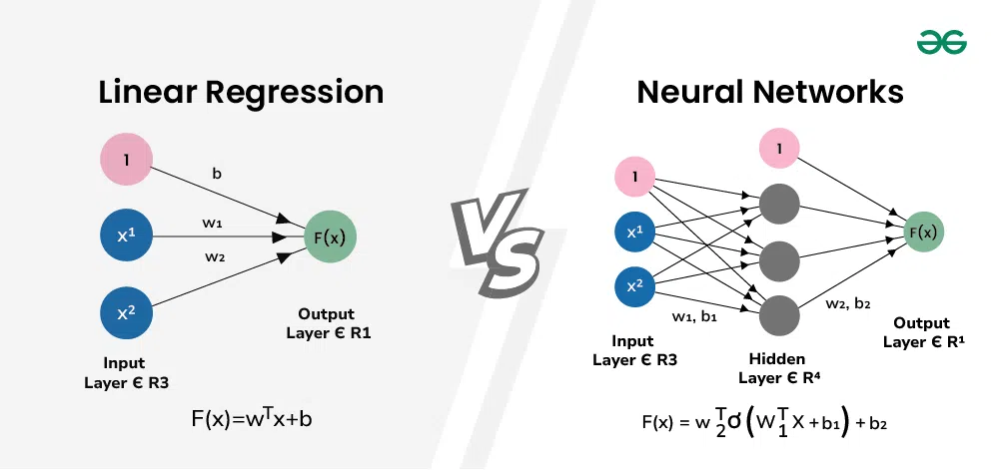 Linear Regression
1
b
x¹
w₁
F(x)
w₂
x²
Output
Layer Є R1
Input
Layer Є R3
F(x)=wᵀx+b
VS
Neural Networks
1
1
x¹
F(x)
x²
w₁, b₁
w₂, b₂
Input
Layer Є R3
Hidden
Layer Є R⁴
Output
Layer Є R¹
F(x) = w₂ᵀσ(W₁ᵀX + b₁) + b₂